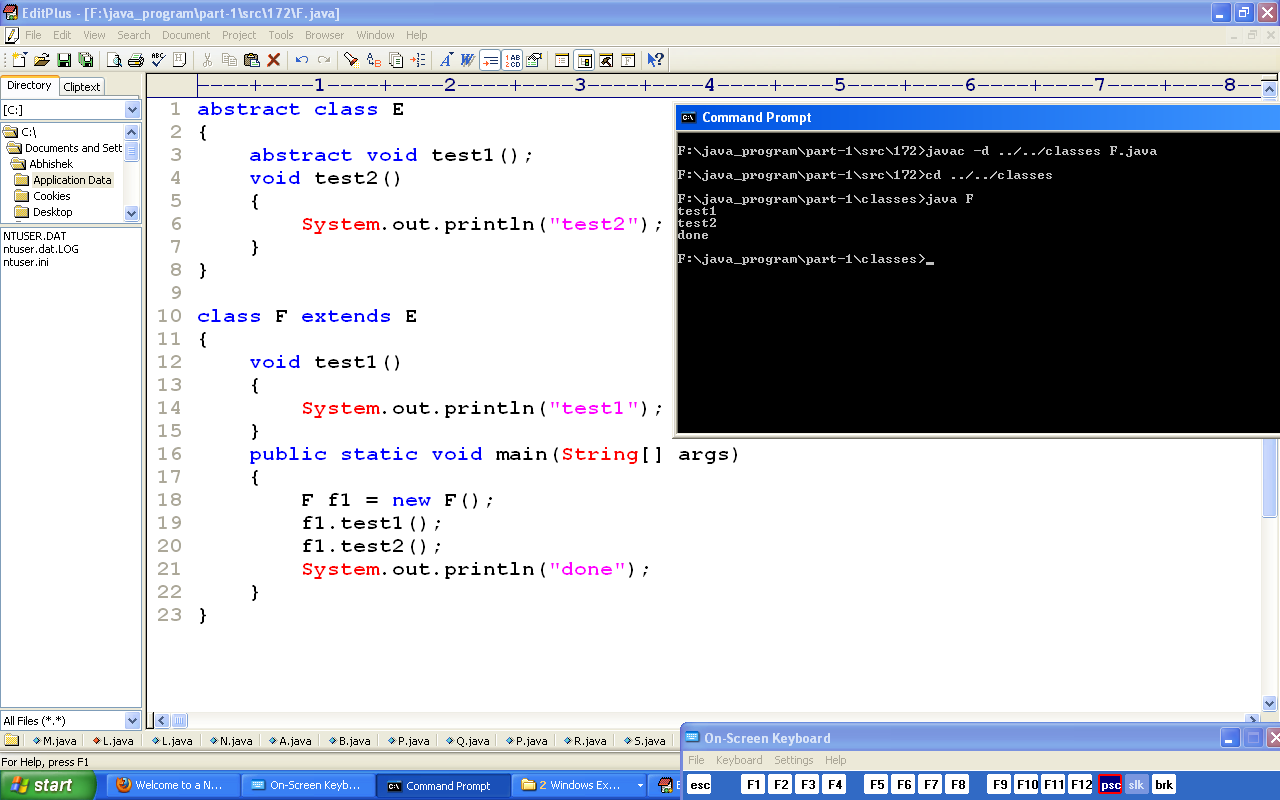 EditPlus - [F:\java_program\part-1\src\172\F.java]
File Edit View Search Document Project Tools Browser Window Help
Directory Cliptext
----+----1----+----2----+----3----+----4----+----5----+----6----+----7----+----8--
[C:]
C:\
Documents and Sett
Abhishek
Application Data
Cookies
Desktop
NTUSER.DAT
ntuser.dat.LOG
ntuser.ini
All Files (*.*)
1 abstract class E
2 {
3 abstract void test1();
4 void test2()
5 {
6 System.out.println("test2");
7 }
8 }
9
10 class F extends E
11 {
12 void test1()
13 {
14 System.out.println("test1");
15 }
16 public static void main(String[] args)
17 {
18 F f1 = new F();
19 f1.test1();
20 f1.test2();
21 System.out.println("done");
22 }
23 }
Command Prompt
F:\java_program\part-1\src\172>javac -d ../../classes F.java
F:\java_program\part-1\src\172>cd ../../classes
F:\java_program\part-1\classes>java F
test1
test2
done
F:\java_program\part-1\classes>_
M.java L.java L.java N.java A.java B.java P.java Q.java P.java R.java S.java
For Help, press F1
On-Screen Keyboard
File Keyboard Settings Help
esc F1 F2 F3 F4 F5 F6 F7 F8 F9 F10 F11 F12 psc slk brk
start Welcome to a N... On-Screen Keyb... Command Prompt 2 Windows Ex... E